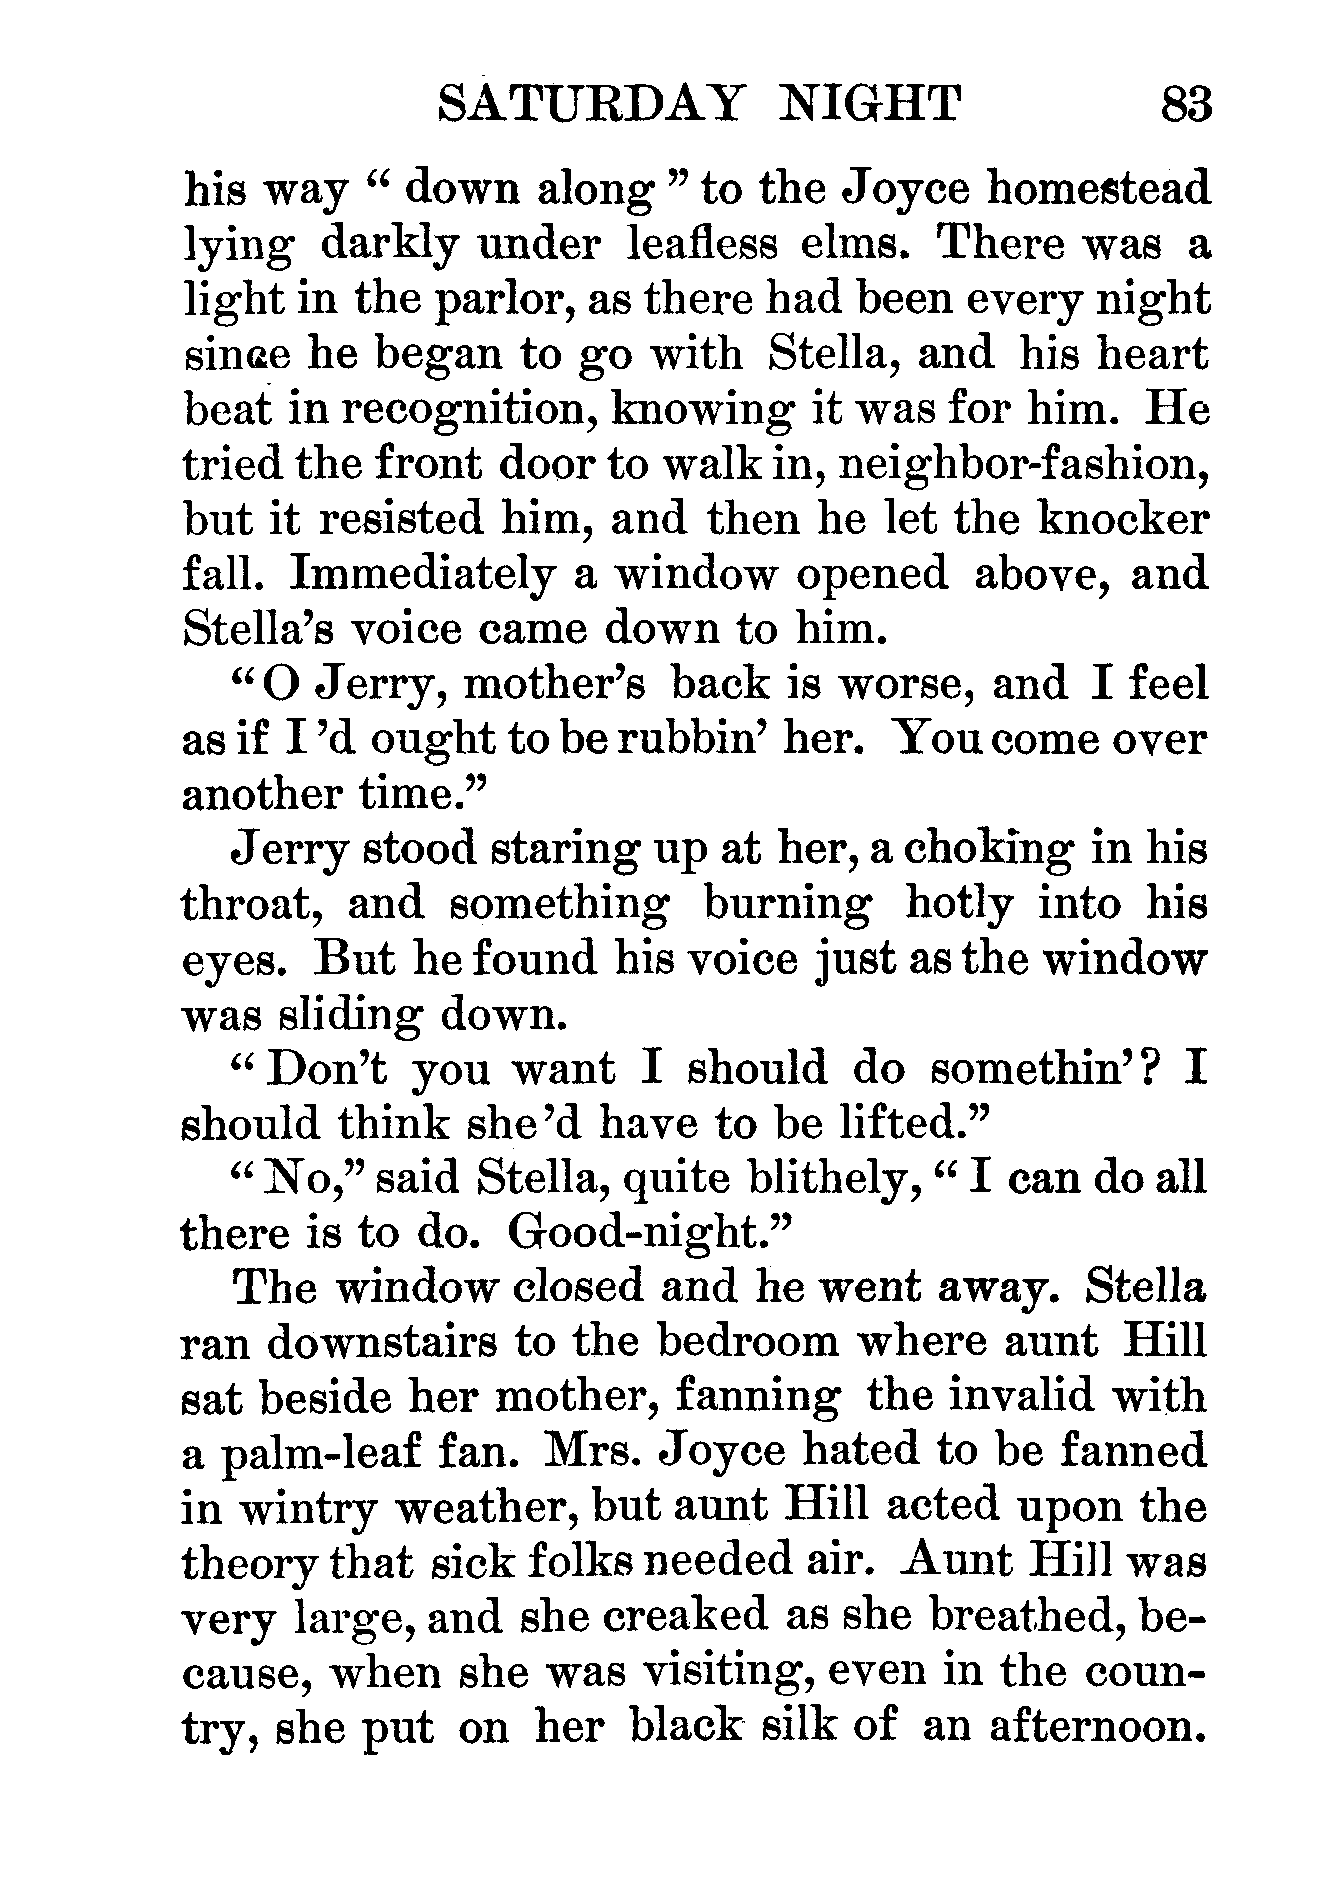 SATURDAY NIGHT 83
his way “ down along ” to the Joyce homestead
lying darkly under leafless elms. There was a
light in the parlor, as there had been every night
since he began to go with Stella, and his heart
beat in recognition, knowing it was for him. He
tried the front door to walk in, neighbor-fashion,
but it resisted him, and then he let the knocker
fall. Immediately a window opened above, and
Stella’s voice came down to him.
“ O Jerry, mother’s back is worse, and I feel
as if I ’d ought to be rubbin’ her. You come over
another time.”
Jerry stood staring up at her, a choking in his
throat, and something burning hotly into his
eyes. But he found his voice just as the window
was sliding down.
“ Don’t you want I should do somethin’? I
should think she ’d have to be lifted.”
“ No,” said Stella, quite blithely, “ I can do all
there is to do. Good-night.”
The window closed and he went away. Stella
ran downstairs to the bedroom where aunt Hill
sat beside her mother, fanning the invalid with
a palm-leaf fan. Mrs. Joyce hated to be fanned
in wintry weather, but aunt Hill acted upon the
theory that sick folks needed air. Aunt Hill was
very large, and she creaked as she breathed, be-
cause, when she was visiting, even in the coun-
try, she put on her black silk of an afternoon.